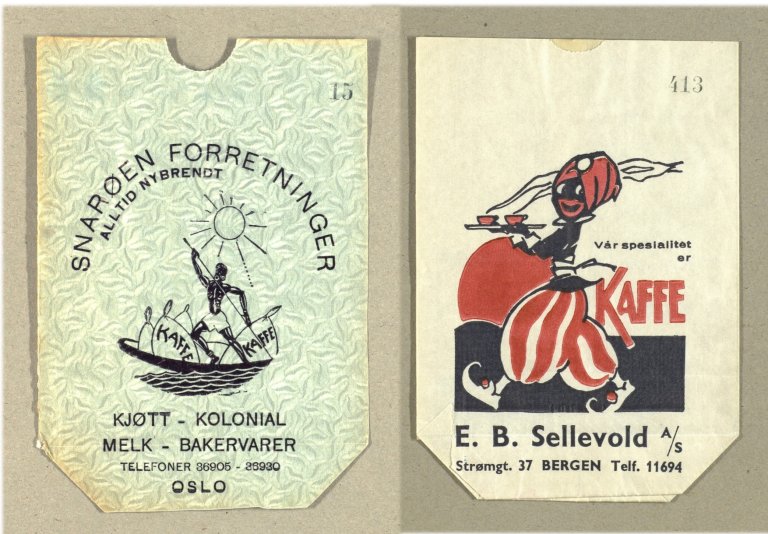 15
SNARØEN FORRETNINGER
ALLTID NYBRENDT
KAFFE
KAFFE
KJØTT - KOLONIAL
MELK - BAKERVARER
TELEFONER 36905 - 36930
OSLO
413
Vår spesialitet
er
KAFFE
E. B. Sellevold A/S
Strømgt. 37 BERGEN Telf. 11694